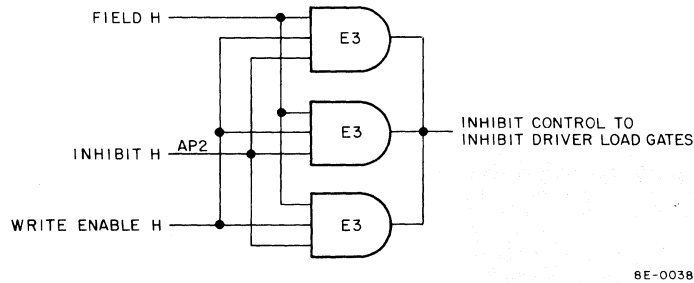 FIELD H
E3
E3
INHIBIT CONTROL TO
INHIBIT DRIVER LOAD GATES
AP2
INHIBIT H
E3
WRITE ENABLE H
8E-0038